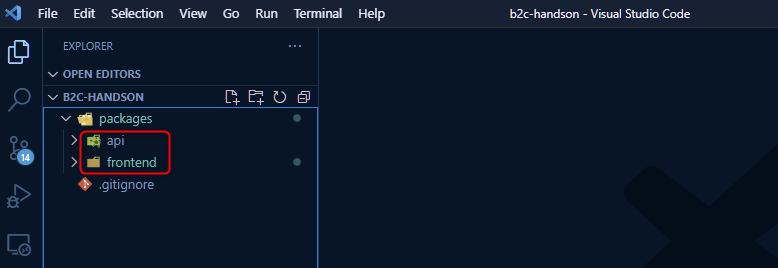 File Edit Selection View Go Run Terminal Help b2c-handson - Visual Studio Code
EXPLORER
OPEN EDITORS
B2C-HANDSON
packages
api
frontend
14
.gitignore